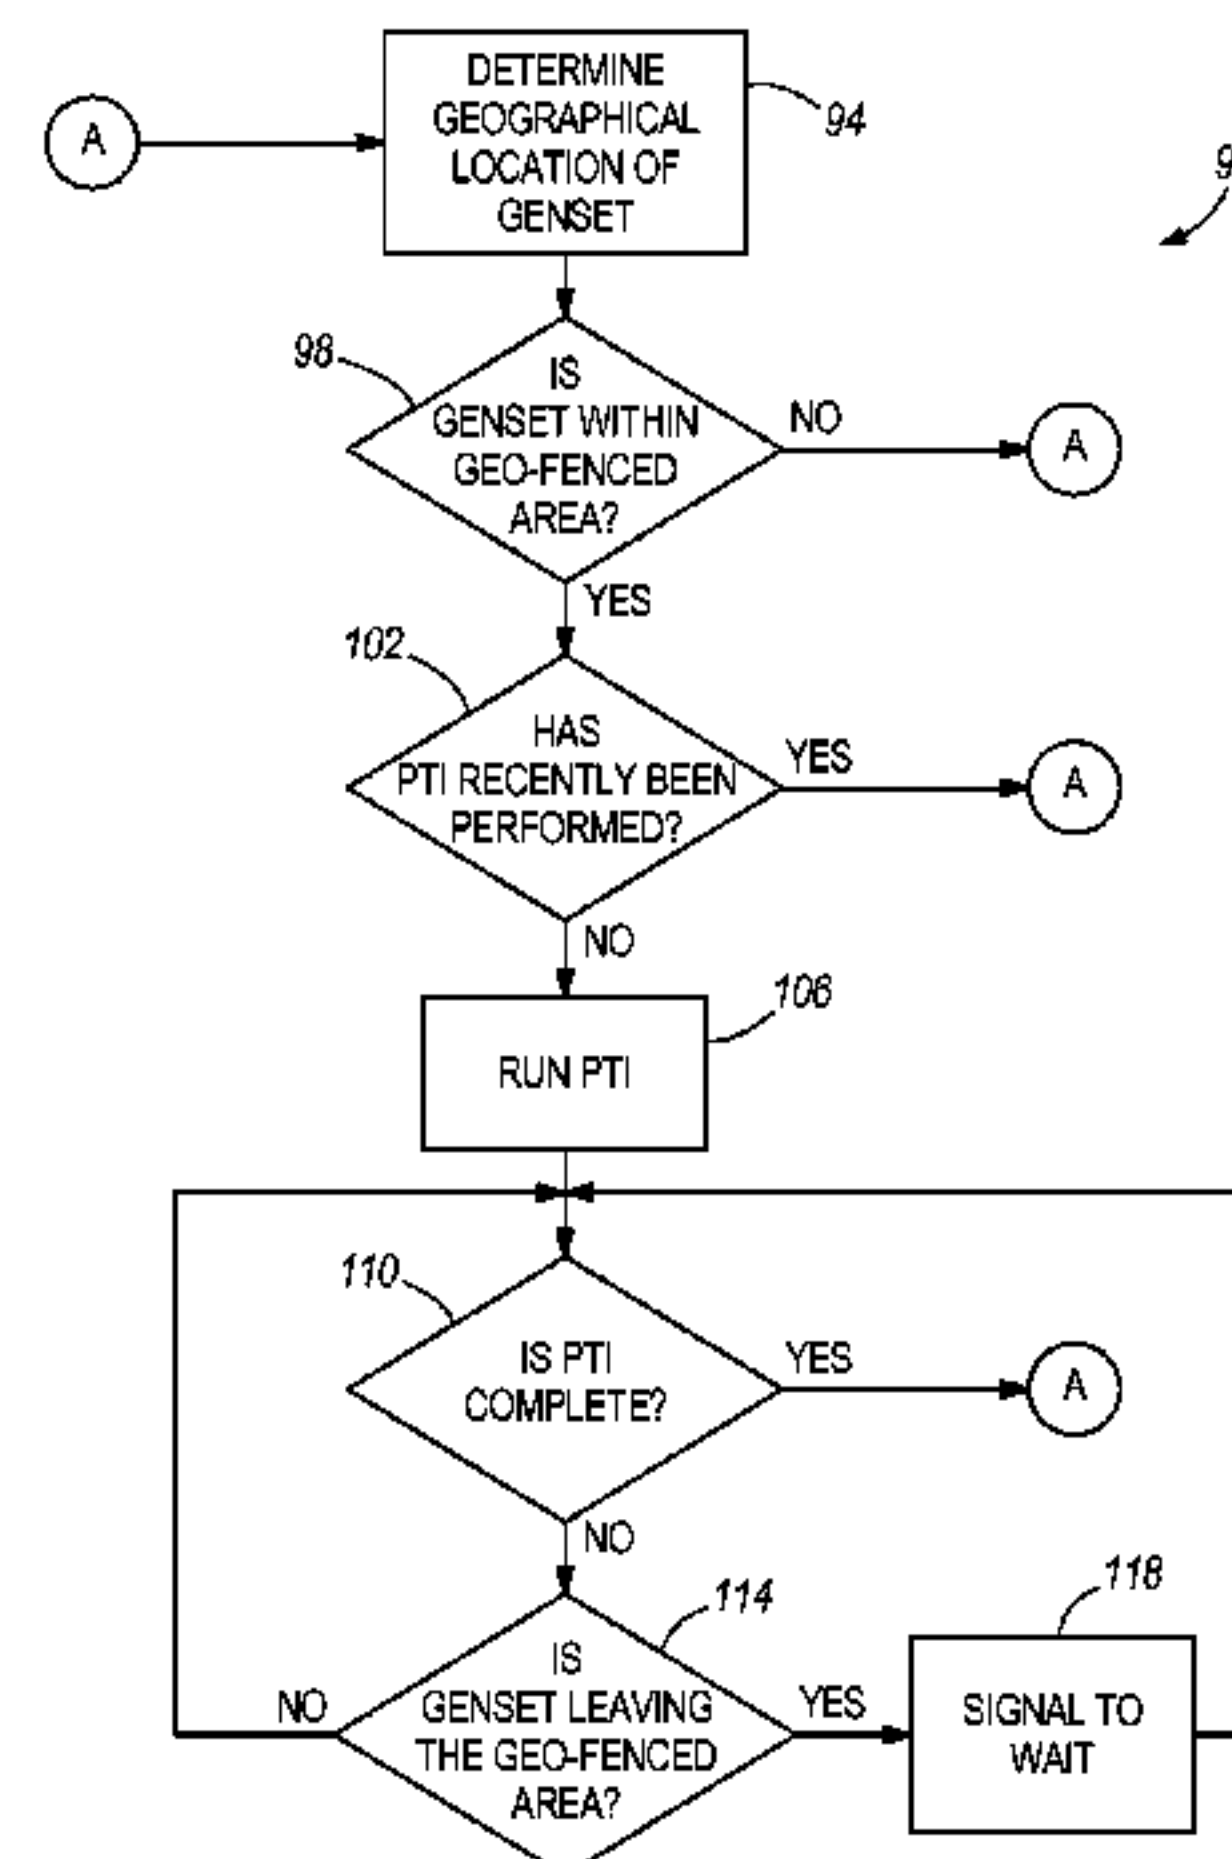 DETERMINE
GEOGRAPHICAL
LOCATION OF
GENSET
94
A
9
98
IS
GENSET WITHIN
GEO-FENCED
AREA?
NO
A
YES
102
HAS
PTI RECENTLY BEEN
PERFORMED?
YES
A
NO
106
RUN PTI
110
IS PTI
COMPLETE?
YES
A
NO
114
118
IS
GENSET LEAVING
THE GEO-FENCED
AREA?
NO
YES
SIGNAL TO
WAIT